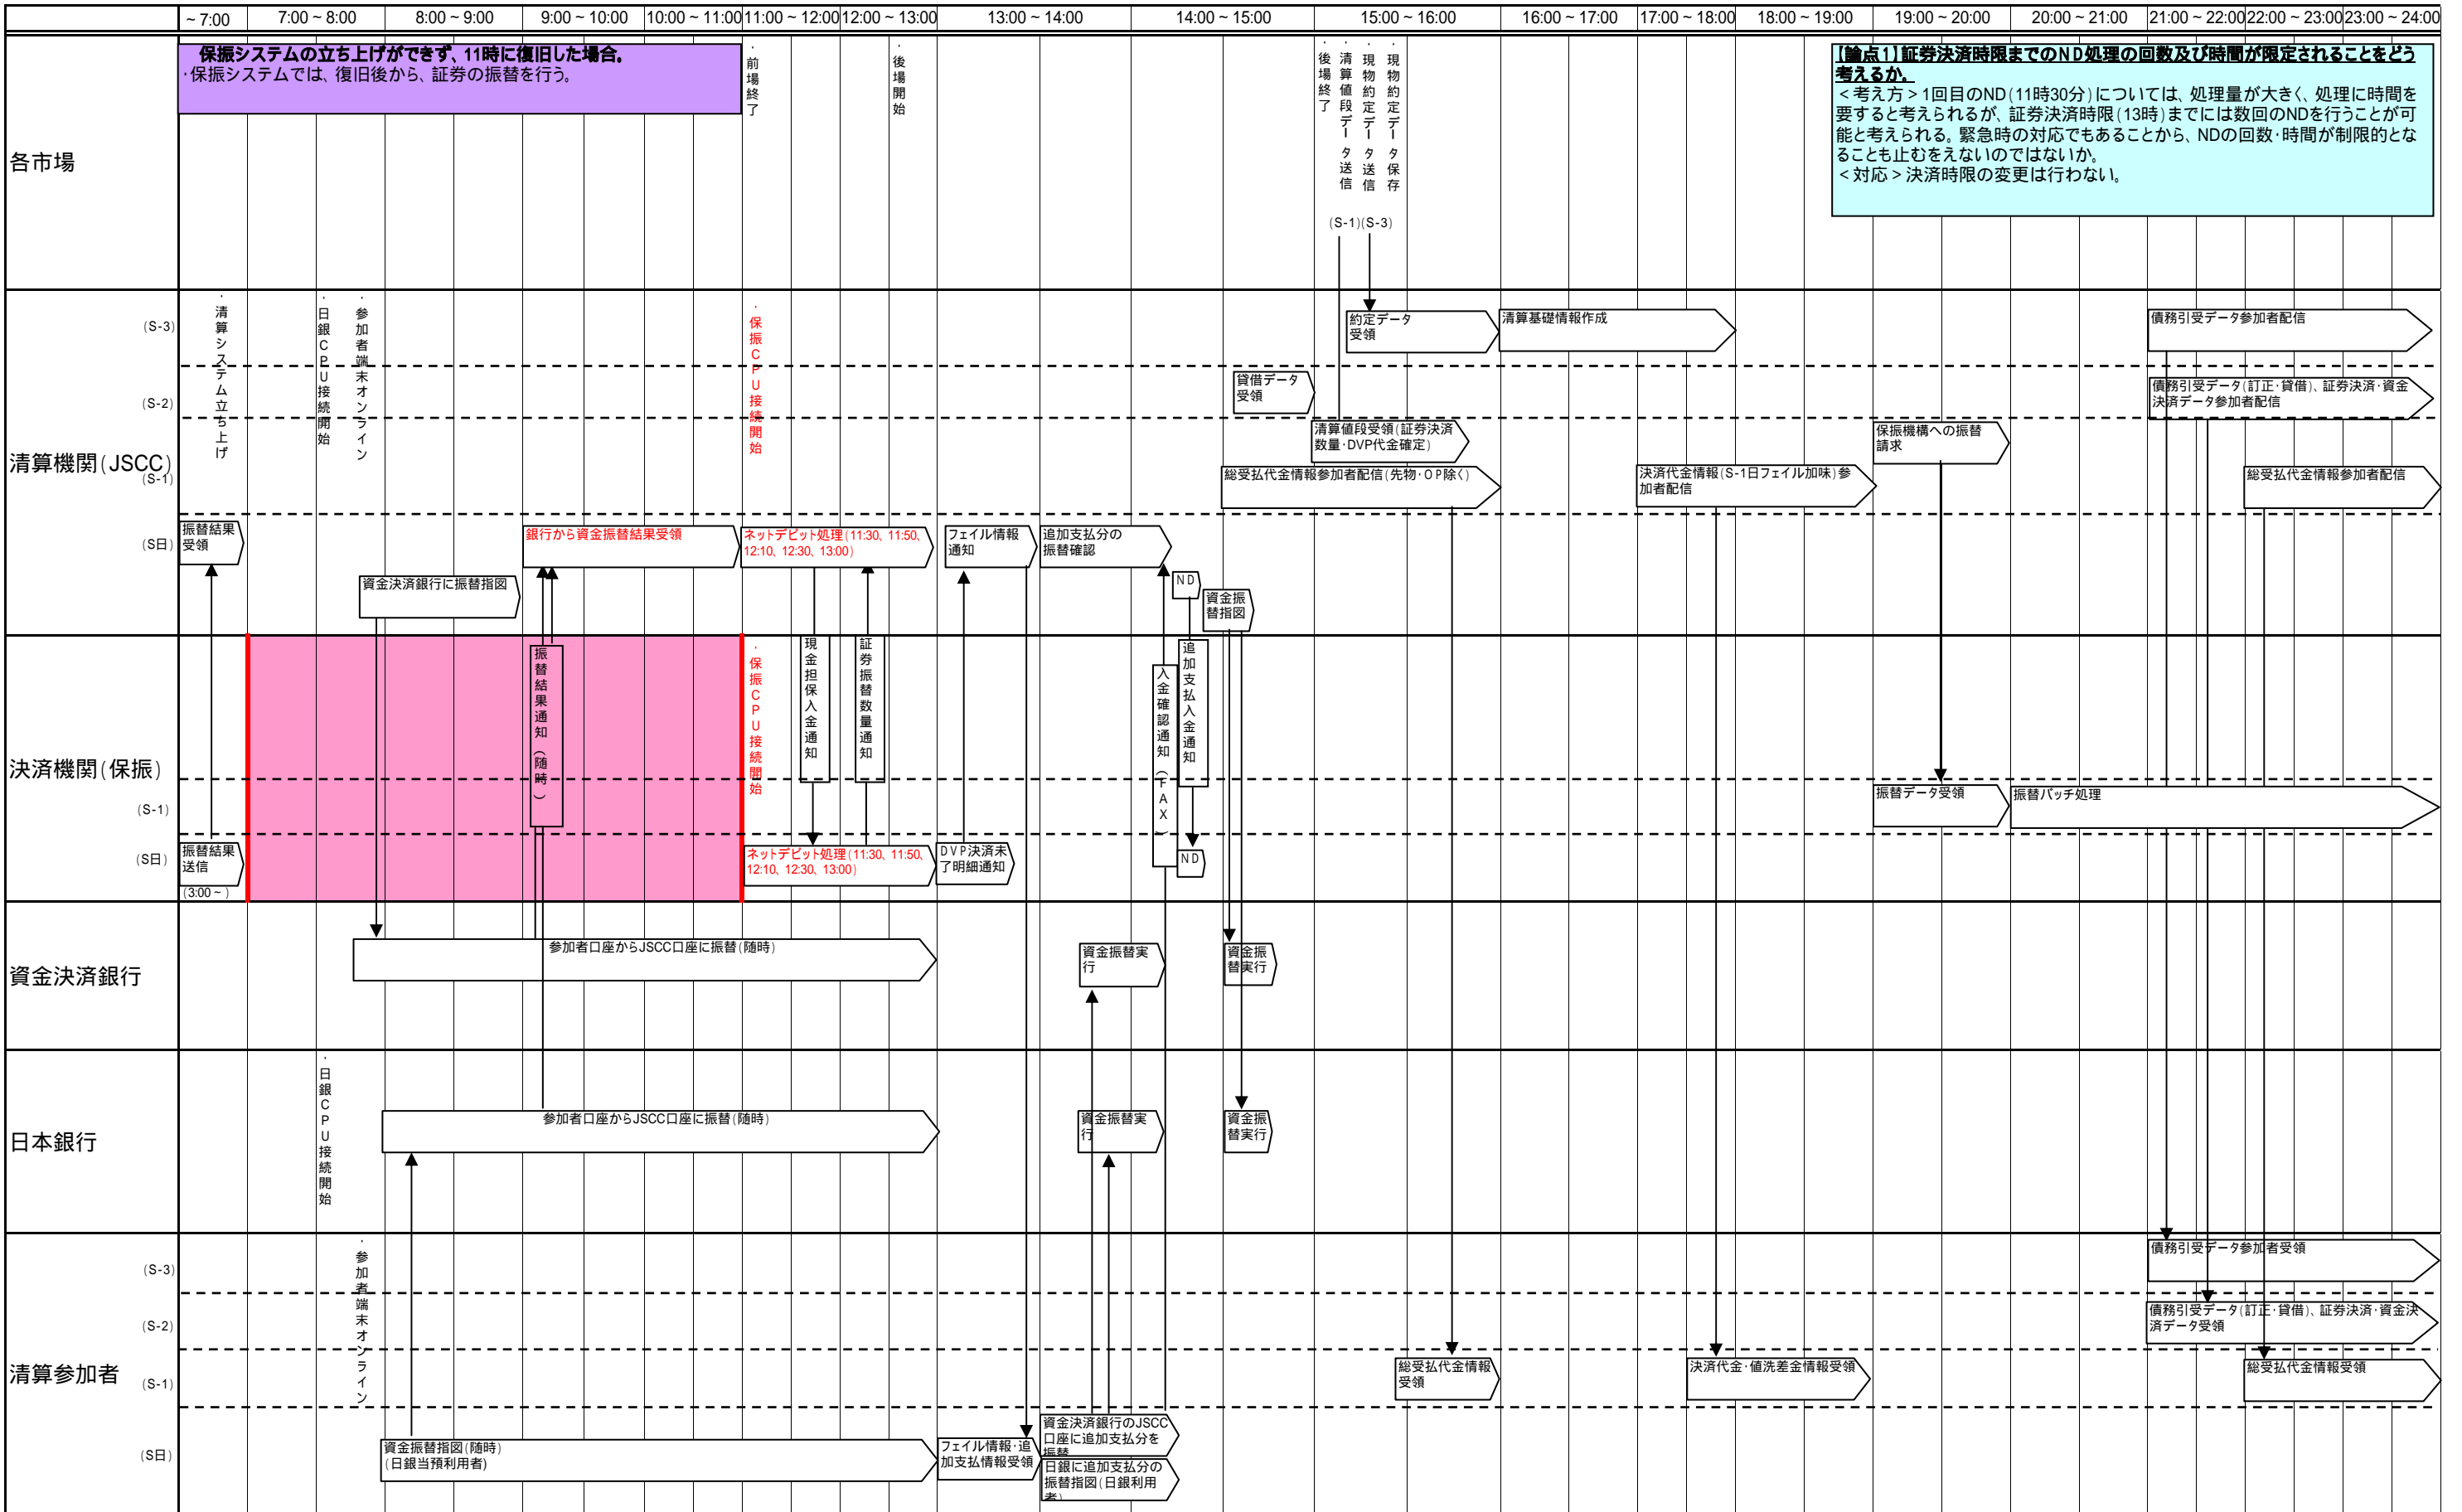 ~ 7:00
7:00 ~ 8:00
8:00 ~ 9:00
9:00 ~ 10:00
10:00 ~ 11:00
11:00 ~ 12:00
12:00 ~ 13:00
13:00 ~ 14:00
14:00 ~ 15:00
15:00 ~ 16:00
16:00 ~ 17:00
17:00 ~ 18:00
18:00 ~ 19:00
19:00 ~ 20:00
20:00 ~ 21:00
21:00 ~ 22:00
22:00 ~ 23:00
23:00 ~ 24:00
各市場
保振システムの立ち上げができず、11時に復旧した場合。
・保振システムでは、復旧後から、証券の振替を行う。
・前場終了
・後場開始
・後場終了
・清算値段データ送信
・現物約定データ送信
・現物約定データ保存
(S-1)(S-3)
【論点1】証券決済時限までのND処理の回数及び時間が限定されることをどう
考えるか。
<考え方>1回目のND(11時30分)については、処理量が大きく、処理に時間を
要すると考えられるが、証券決済時限(13時)までには数回のNDを行うことが可
能と考えられる。緊急時の対応でもあることから、NDの回数・時間が制限的とな
ることも止むをえないのではないか。
<対応>決済時限の変更は行わない。
清算機関(JSCC)
(S-3)
(S-2)
(S-1)
(S日)
・清算システム立ち上げ
・日銀CPU接続開始
・参加者端末オンライン
・保振CPU接続開始
約定データ
受領
清算基礎情報作成
債務引受データ参加者配信
貸借データ
受領
債務引受データ(訂正・貸借)、証券決済・資金
決済データ参加者配信
清算値段受領(証券決済
数量・DVP代金確定)
保振機構への振替
請求
総受払代金情報参加者配信(先物・OP除く)
決済代金情報(S-1日フェイル加味)参
加者配信
総受払代金情報参加者配信
振替結果
受領
銀行から資金振替結果受領
ネットデビット処理(11:30、11:50、
12:10、12:30、13:00)
フェイル情報
通知
追加支払分の
振替確認
資金決済銀行に振替指図
ND
資金振
替指図
決済機関(保振)
(S-1)
(S日)
振替結果通知(随時)
・保振CPU接続開始
現金担保入金通知
証券振替数量通知
入金確認通知(FAX)
追加支払入金通知
振替データ受領
振替バッチ処理
振替結果
送信
(3:00~)
ネットデビット処理(11:30、11:50、
12:10、12:30、13:00)
DVP決済未
了明細通知
ND
資金決済銀行
参加者口座からJSCC口座に振替(随時)
資金振替実
行
資金振
替実行
日本銀行
・日銀CPU接続開始
参加者口座からJSCC口座に振替(随時)
資金振替実
行
資金振
替実行
清算参加者
(S-3)
(S-2)
(S-1)
(S日)
・参加者端末オンライン
債務引受データ参加者受領
債務引受データ(訂正・貸借)、証券決済・資金決
済データ受領
総受払代金情報
受領
決済代金・値洗差金情報受領
総受払代金情報受領
資金振替指図(随時)
(日銀当預利用者)
フェイル情報・追
加支払情報受領
資金決済銀行のJSCC
口座に追加支払分を
振替
日銀に追加支払分の
振替指図(日銀利用
者)